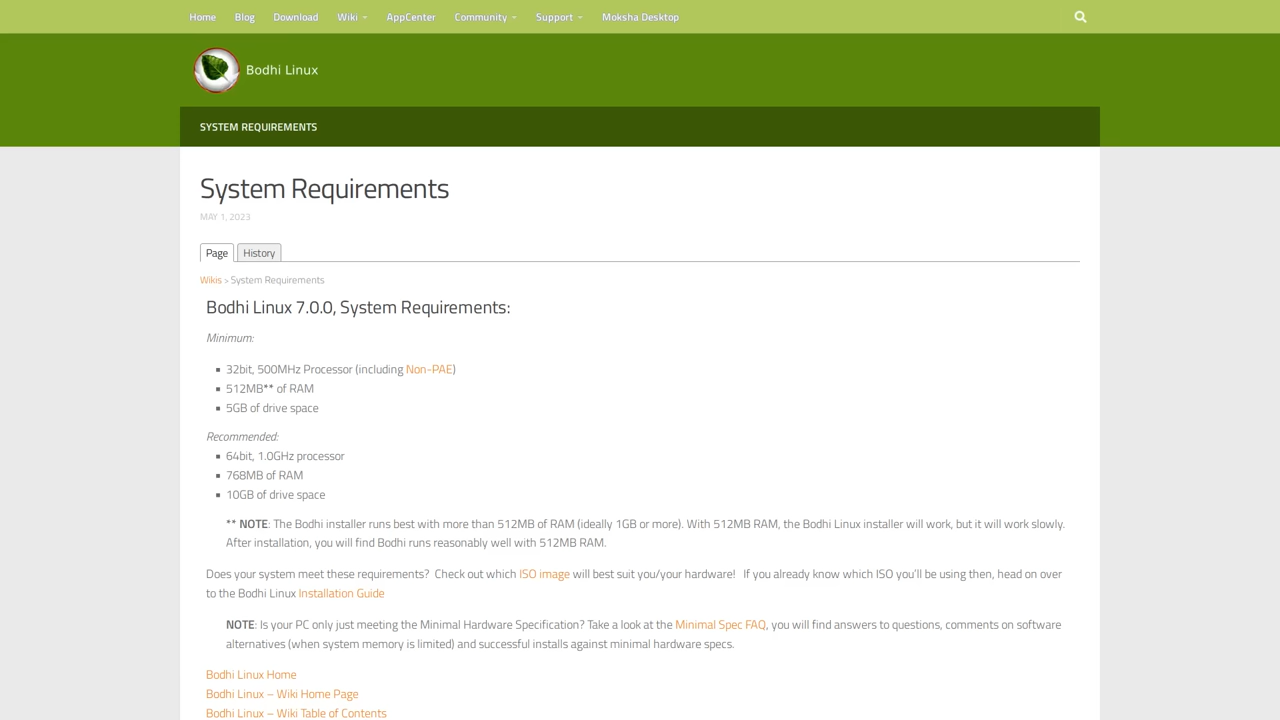 Home Blog Download Wiki AppCenter Community Support Moksha Desktop
Bodhi Linux
SYSTEM REQUIREMENTS
System Requirements
MAY 1, 2023
Page History
Wikis > System Requirements
Bodhi Linux 7.0.0, System Requirements:
Minimum:
32bit, 500MHz Processor (including Non-PAE)
512MB** of RAM
5GB of drive space
Recommended:
64bit, 1.0GHz processor
768MB of RAM
10GB of drive space
** NOTE: The Bodhi installer runs best with more than 512MB of RAM (ideally 1GB or more). With 512MB RAM, the Bodhi Linux installer will work, but it will work slowly.
After installation, you will find Bodhi runs reasonably well with 512MB RAM.
Does your system meet these requirements?  Check out which ISO image will best suit you/your hardware!   If you already know which ISO you'll be using then, head on over
to the Bodhi Linux Installation Guide
NOTE: Is your PC only just meeting the Minimal Hardware Specification? Take a look at the Minimal Spec FAQ, you will find answers to questions, comments on software
alternatives (when system memory is limited) and successful installs against minimal hardware specs.
Bodhi Linux Home
Bodhi Linux – Wiki Home Page
Bodhi Linux – Wiki Table of Contents